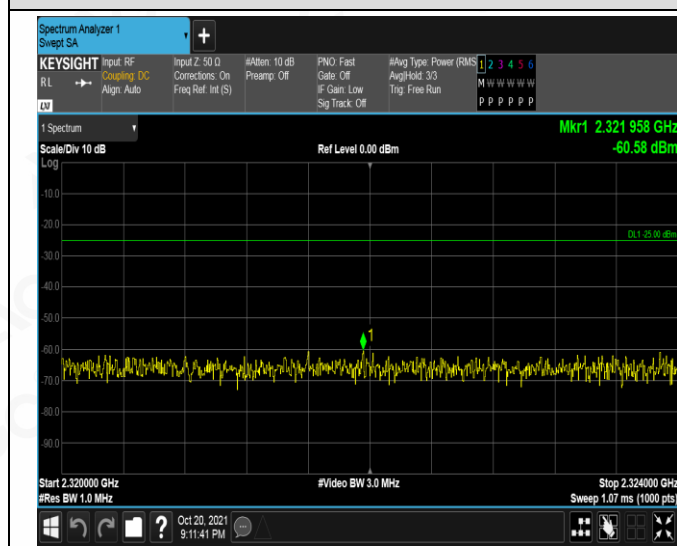 Spectrum Analyzer 1
Swept SA
KEYSIGHT Input: RF Input Z: 50 Ω #Atten: 10 dB PNO: Fast #Avg Type: Power (RMS 1 2 3 4 5 6
RL Coupling: DC Corrections: On Preamp: Off Gate: Off Avg|Hold: 3/3 M W W W W W
Align: Auto Freq Ref: Int (S) IF Gain: Low Trig: Free Run
LXI Sig Track: Off P P P P P P
1 Spectrum Mkr1 2.321 958 GHz
Scale/Div 10 dB Ref Level 0.00 dBm -60.58 dBm
Log
-10.0
-20.0
DL1 -25.00 dBm
-30.0
-40.0
-50.0
1
-60.0
-70.0
-80.0
-90.0
Start 2.320000 GHz #Video BW 3.0 MHz Stop 2.324000 GHz
#Res BW 1.0 MHz Sweep 1.07 ms (1000 pts)
? Oct 20, 2021
9:11:41 PM